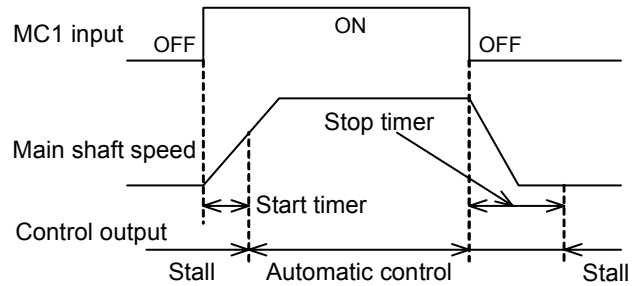 MC1 input
OFF
ON
OFF
Main shaft speed
Stop timer
Start timer
Control output
Stall
Automatic control
Stall